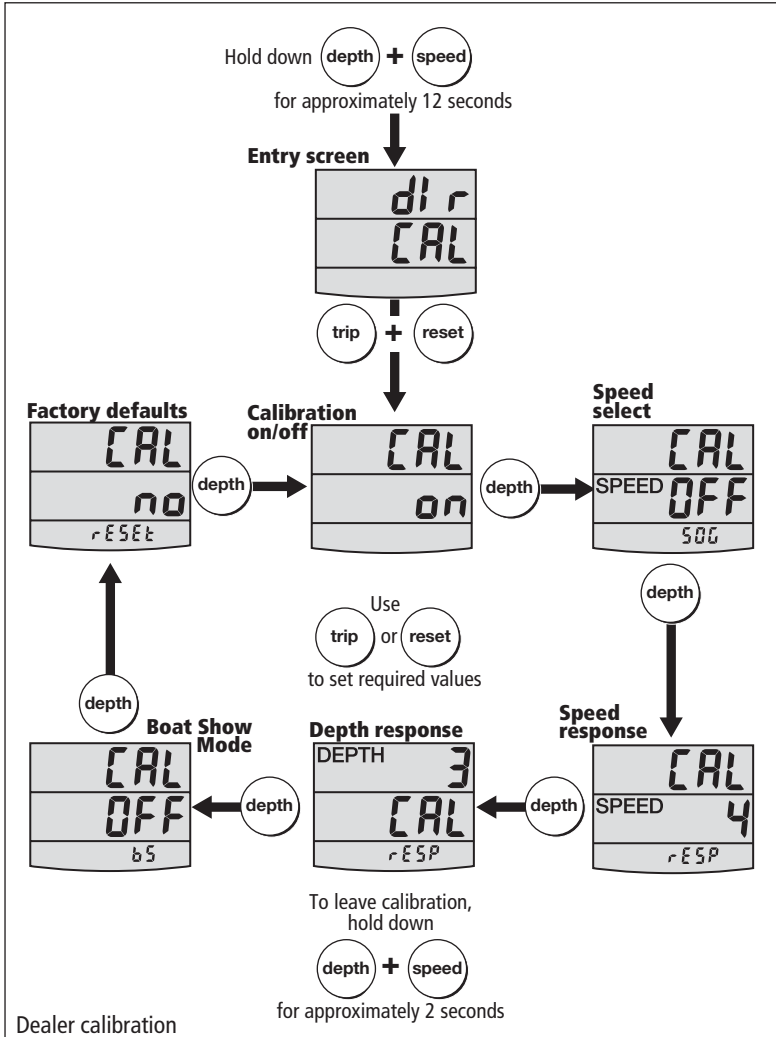 Hold down depth + speed
for approximately 12 seconds
Entry screen
dIr
CAL
trip + reset
Factory defaults
CAL
no
rESEt
depth
Calibration
on/off
CAL
on
depth
Speed
select
CAL
SPEED OFF
SOG
depth
Use
trip or reset
to set required values
depth
Boat Show
Mode
CAL
OFF
bS
depth
Depth response
DEPTH 3
CAL
rESP
depth
Speed
response
CAL
SPEED 4
rESP
To leave calibration,
hold down
depth + speed
for approximately 2 seconds
Dealer calibration